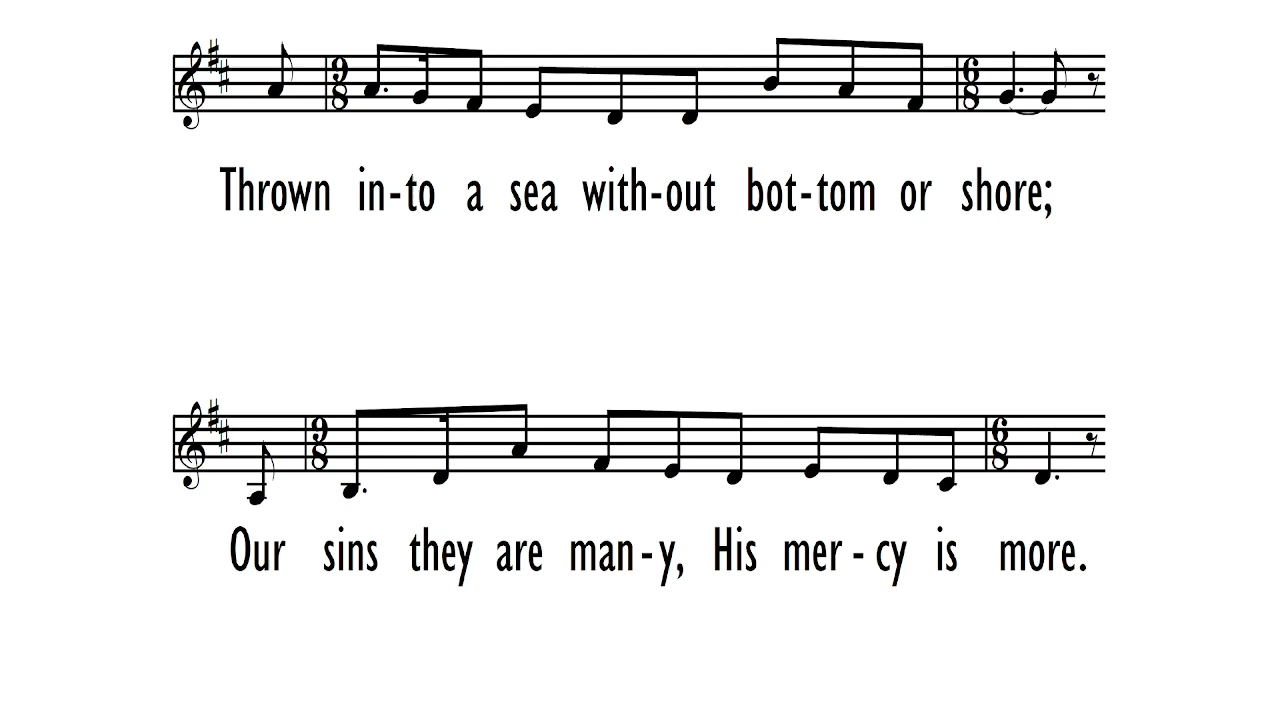 Thrown in-to a sea with-out bot-tom or shore;
Our sins they are man-y, His mer-cy is more.